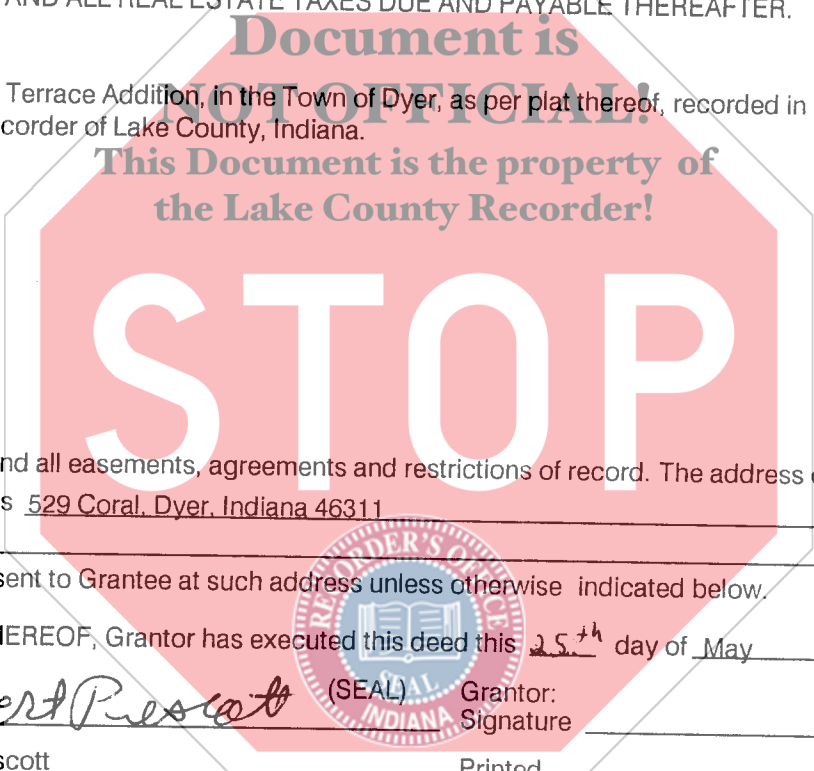 AND ALL REAL ESTATE TAXES DUE AND PAYABLE THEREAFTER.
Document is
NOT OFFICIAL!
Terrace Addition, in the Town of Dyer, as per plat thereof, recorded in
corder of Lake County, Indiana.
This Document is the property of
the Lake County Recorder!
STOP
nd all easements, agreements and restrictions of record. The address
s 529 Coral, Dyer, Indiana 46311
sent to Grantee at such address unless otherwise indicated below.
HEREOF, Grantor has executed this deed this 25th day of May
ert Prescott (SEAL) Grantor:
Signature
scott Printed
RECORDER'S OFFICE
SEAL
INDIANA